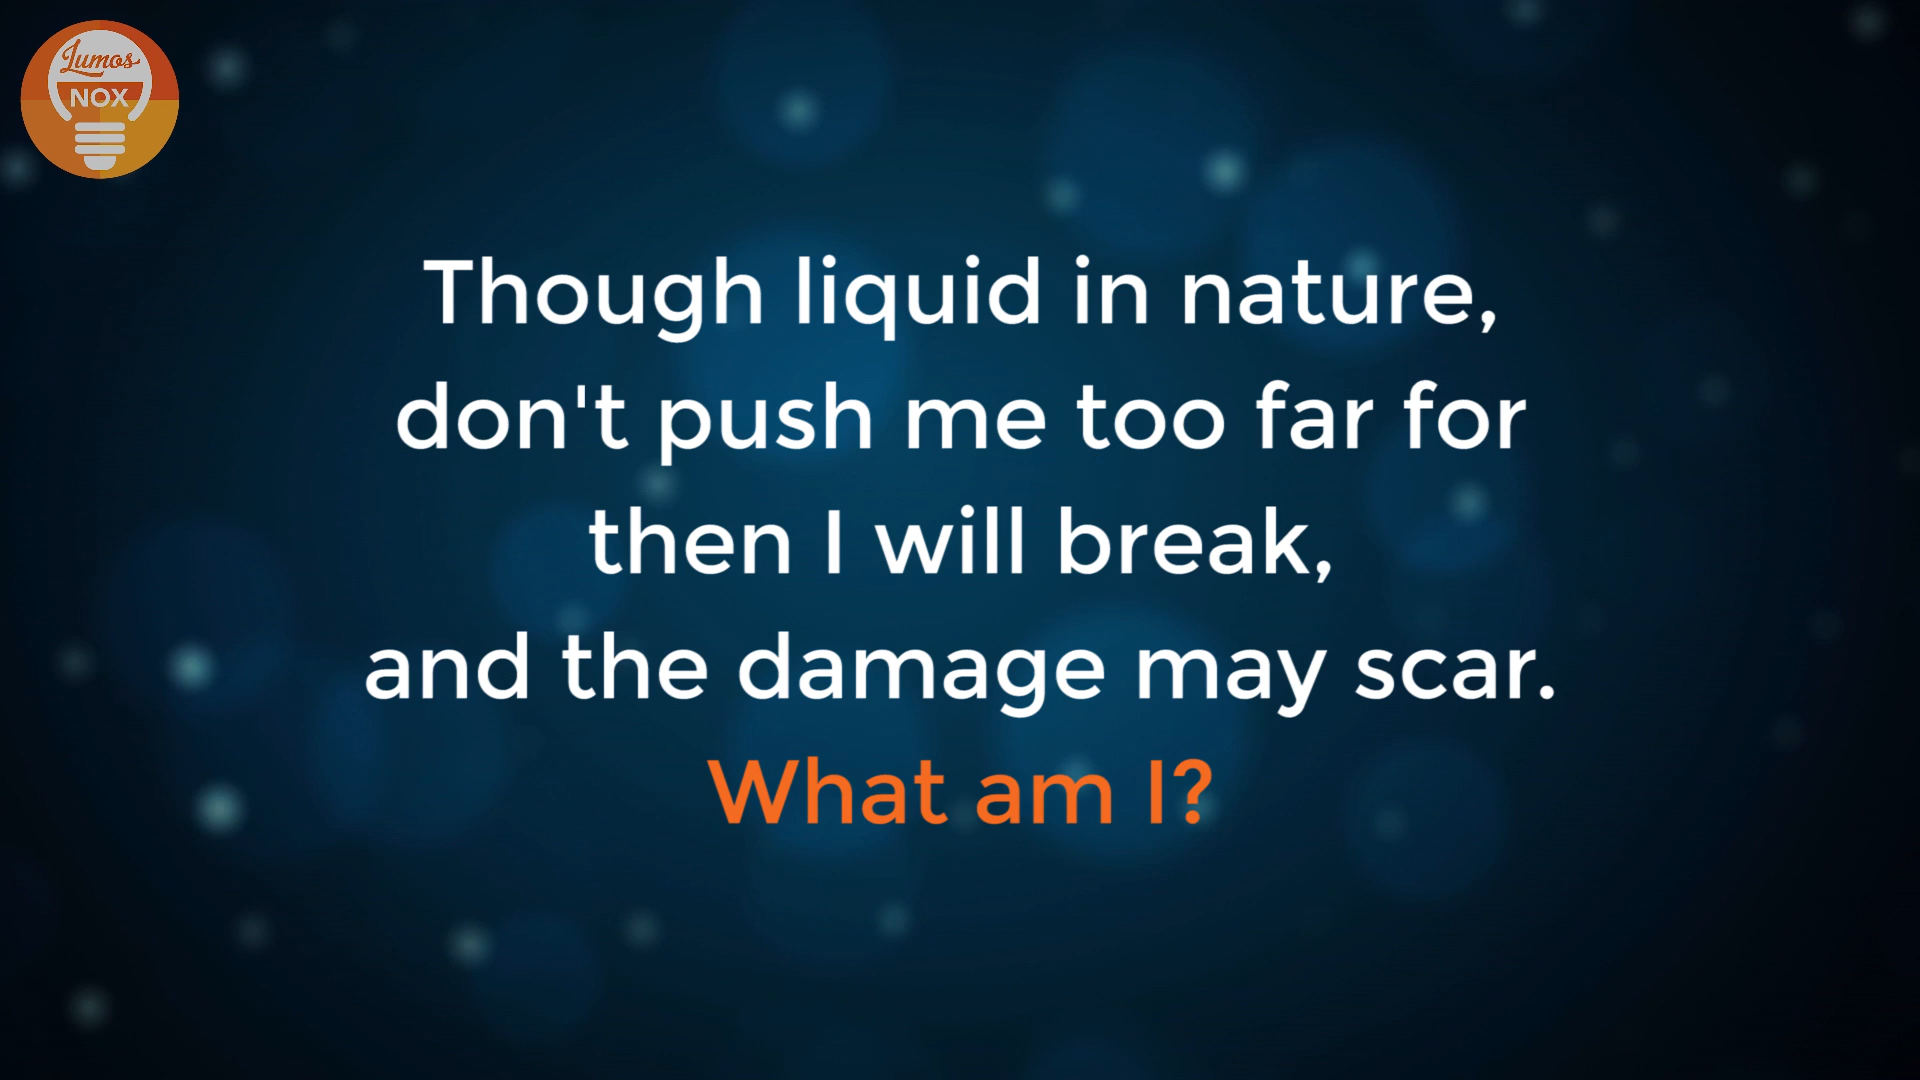 Lumos
NOX
Though liquid in nature,
don't push me too far for
then I will break,
and the damage may scar.
What am I?